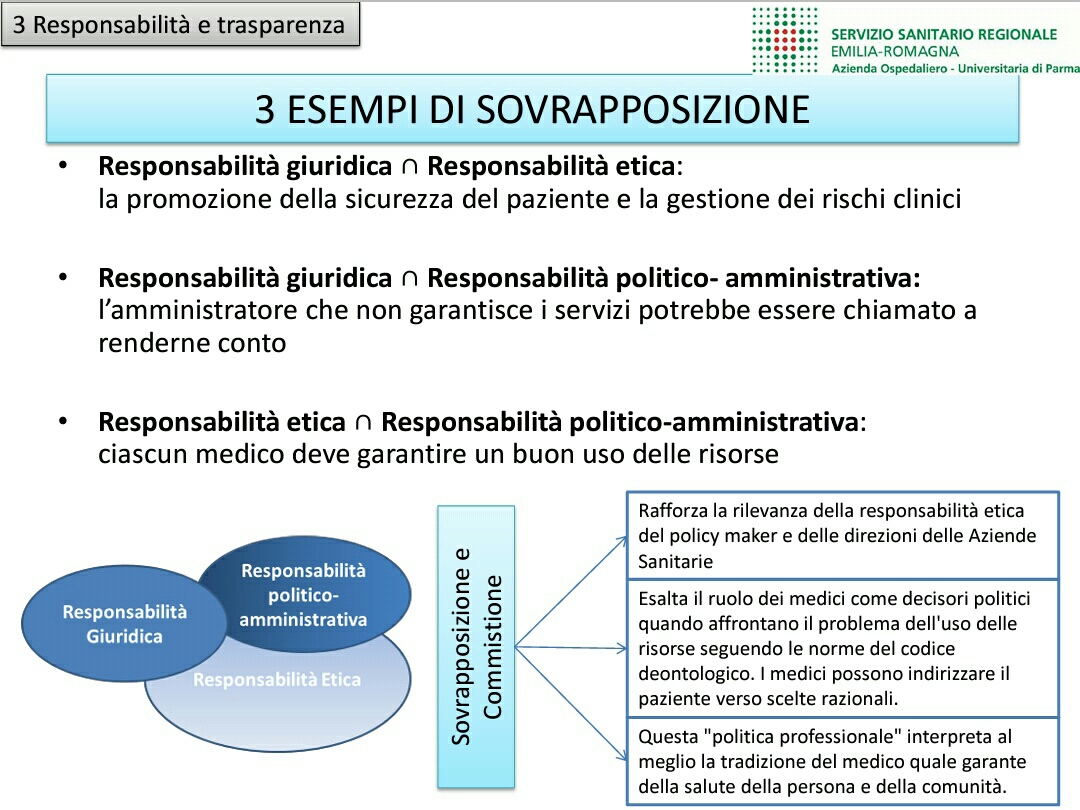 3 Responsabilità e trasparenza
SERVIZIO SANITARIO REGIONALE
EMILIA-ROMAGNA
Azienda Ospedaliero - Universitaria di Parma
3 ESEMPI DI SOVRAPPOSIZIONE
• Responsabilità giuridica ∩ Responsabilità etica:
la promozione della sicurezza del paziente e la gestione dei rischi clinici
• Responsabilità giuridica ∩ Responsabilità politico- amministrativa:
l’amministratore che non garantisce i servizi potrebbe essere chiamato a
renderne conto
• Responsabilità etica ∩ Responsabilità politico-amministrativa:
ciascun medico deve garantire un buon uso delle risorse
Responsabilità
Giuridica
Responsabilità
politico-
amministrativa
Responsabilità Etica
Sovrapposizione e
Commistione
Rafforza la rilevanza della responsabilità etica
del policy maker e delle direzioni delle Aziende
Sanitarie
Esalta il ruolo dei medici come decisori politici
quando affrontano il problema dell'uso delle
risorse seguendo le norme del codice
deontologico. I medici possono indirizzare il
paziente verso scelte razionali.
Questa "politica professionale" interpreta al
meglio la tradizione del medico quale garante
della salute della persona e della comunità.